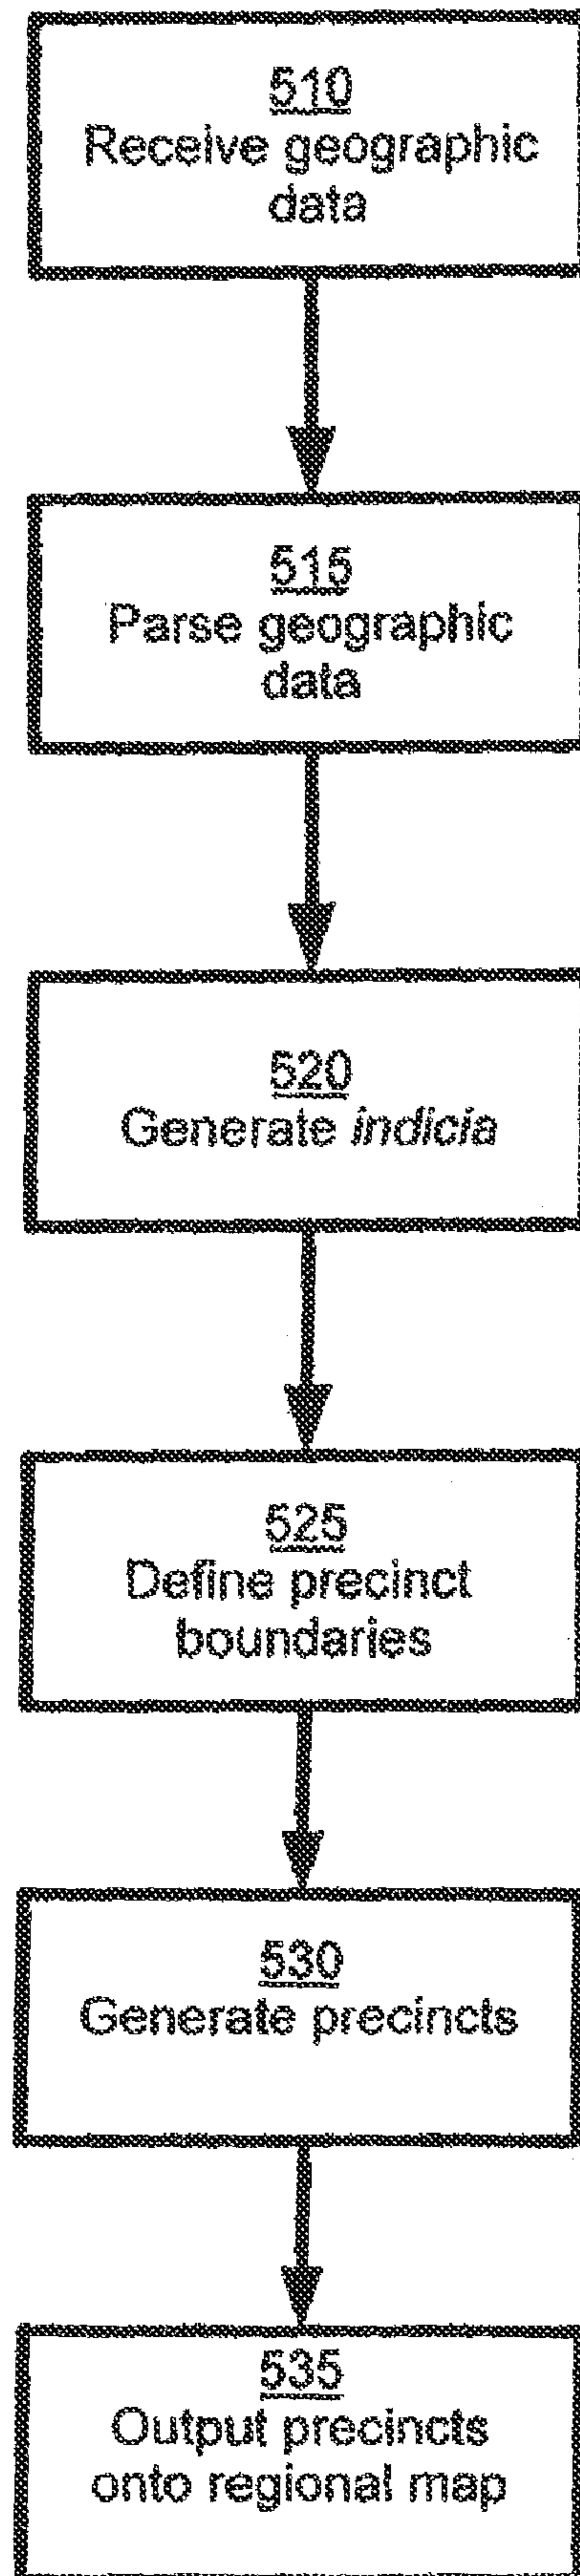 510
Receive geographic
data
515
Parse geographic
data
520
Generate indicia
525
Define precinct
boundaries
530
Generate precincts
535
Output precincts
onto regional map